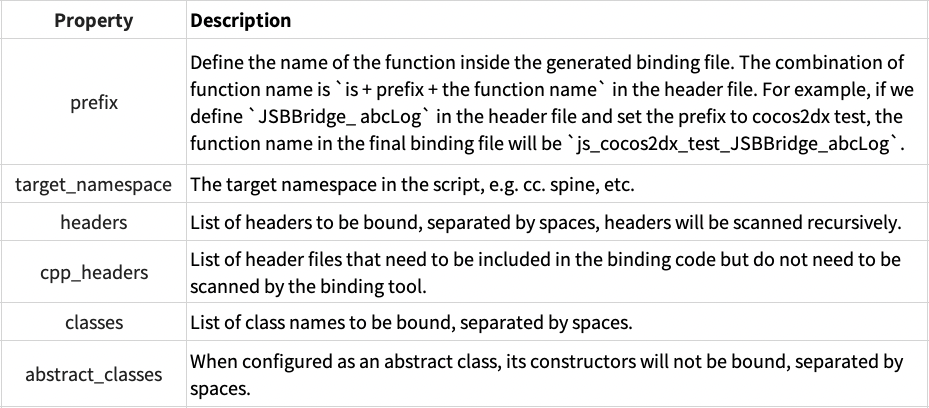 Property Description
prefix
Define the name of the function inside the generated binding file. The combination of
function name is `is + prefix + the function name` in the header file. For example, if we
define `JSBBridge_ abcLog` in the header file and set the prefix to cocos2dx test, the
function name in the final binding file will be `js_cocos2dx_test_JSBBridge_abcLog`.
target_namespace The target namespace in the script, e.g. cc. spine, etc.
headers List of headers to be bound, separated by spaces, headers will be scanned recursively.
cpp_headers
List of header files that need to be included in the binding code but do not need to be
scanned by the binding tool.
classes List of class names to be bound, separated by spaces.
abstract_classes
When configured as an abstract class, its constructors will not be bound, separated by
spaces.